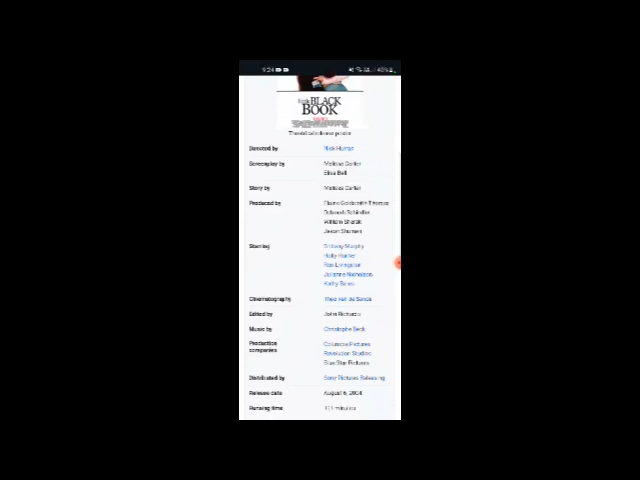 9:24
little BLACK
BOOK
Theatrical release poster
Directed by Nick Hurran
Screenplay by Melissa Carter
Elisa Bell
Story by Melissa Carter
Produced by Elaine Goldsmith-Thomas
Deborah Schindler
William Sherak
Jason Shuman
Starring Brittany Murphy
Holly Hunter
Ron Livingston
Julianne Nicholson
Kathy Bates
Cinematography Theo van de Sande
Edited by John Richards
Music by Christophe Beck
Production
companies
Columbia Pictures
Revolution Studios
Blue Star Pictures
Distributed by Sony Pictures Releasing
Release date August 6, 2004
Running time 111 minutes